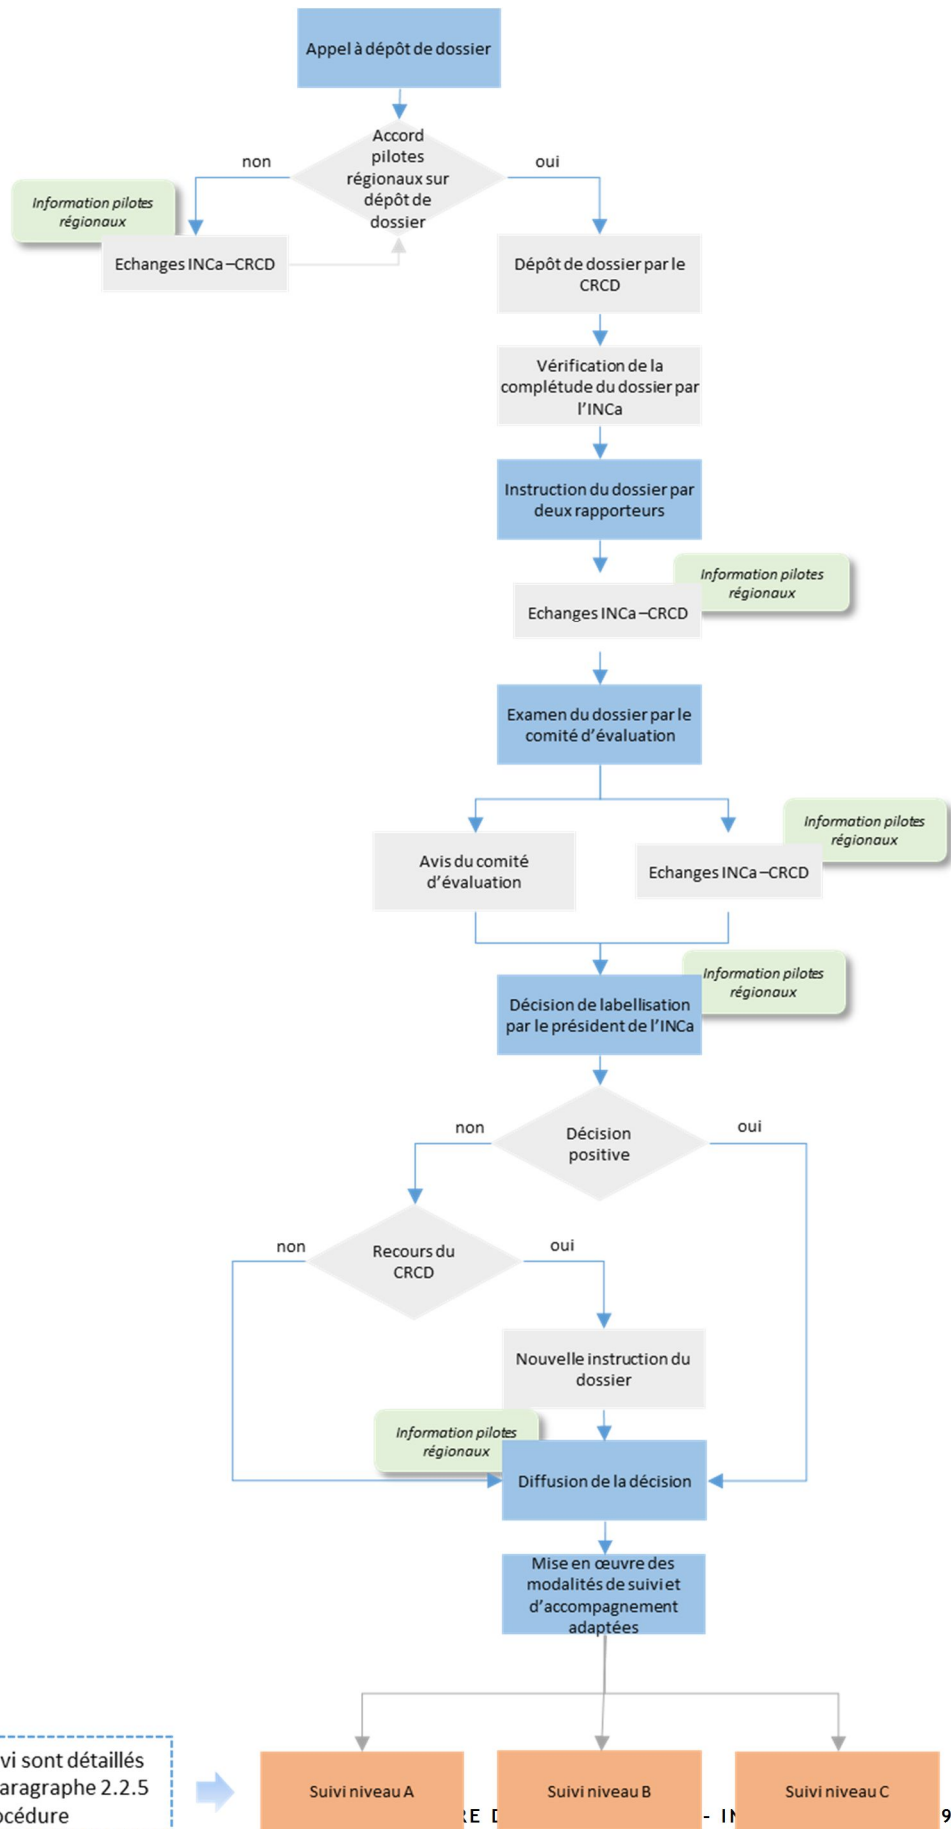 Appel à dépôt de dossier
Accord
pilotes
régionaux sur
dépôt de
dossier
non
oui
Information pilotes
régionaux
Echanges INCa –CRCD
Dépôt de dossier par le
CRCD
Vérification de la
complétude du dossier par
l’INCa
Instruction du dossier par
deux rapporteurs
Information pilotes
régionaux
Echanges INCa –CRCD
Examen du dossier par le
comité d’évaluation
Information pilotes
régionaux
Avis du comité
d’évaluation
Echanges INCa –CRCD
Information pilotes
régionaux
Décision de labellisation
par le président de l’INCa
non
oui
Décision
positive
non
oui
Recours du
CRCD
Nouvelle instruction du
dossier
Information pilotes
régionaux
Diffusion de la décision
Mise en œuvre des
modalités de suivi et
d’accompagnement
adaptées
vi sont détaillés
aragraphe 2.2.5
océdure
Suivi niveau A
Suivi niveau B
Suivi niveau C
RE D
- IN
9